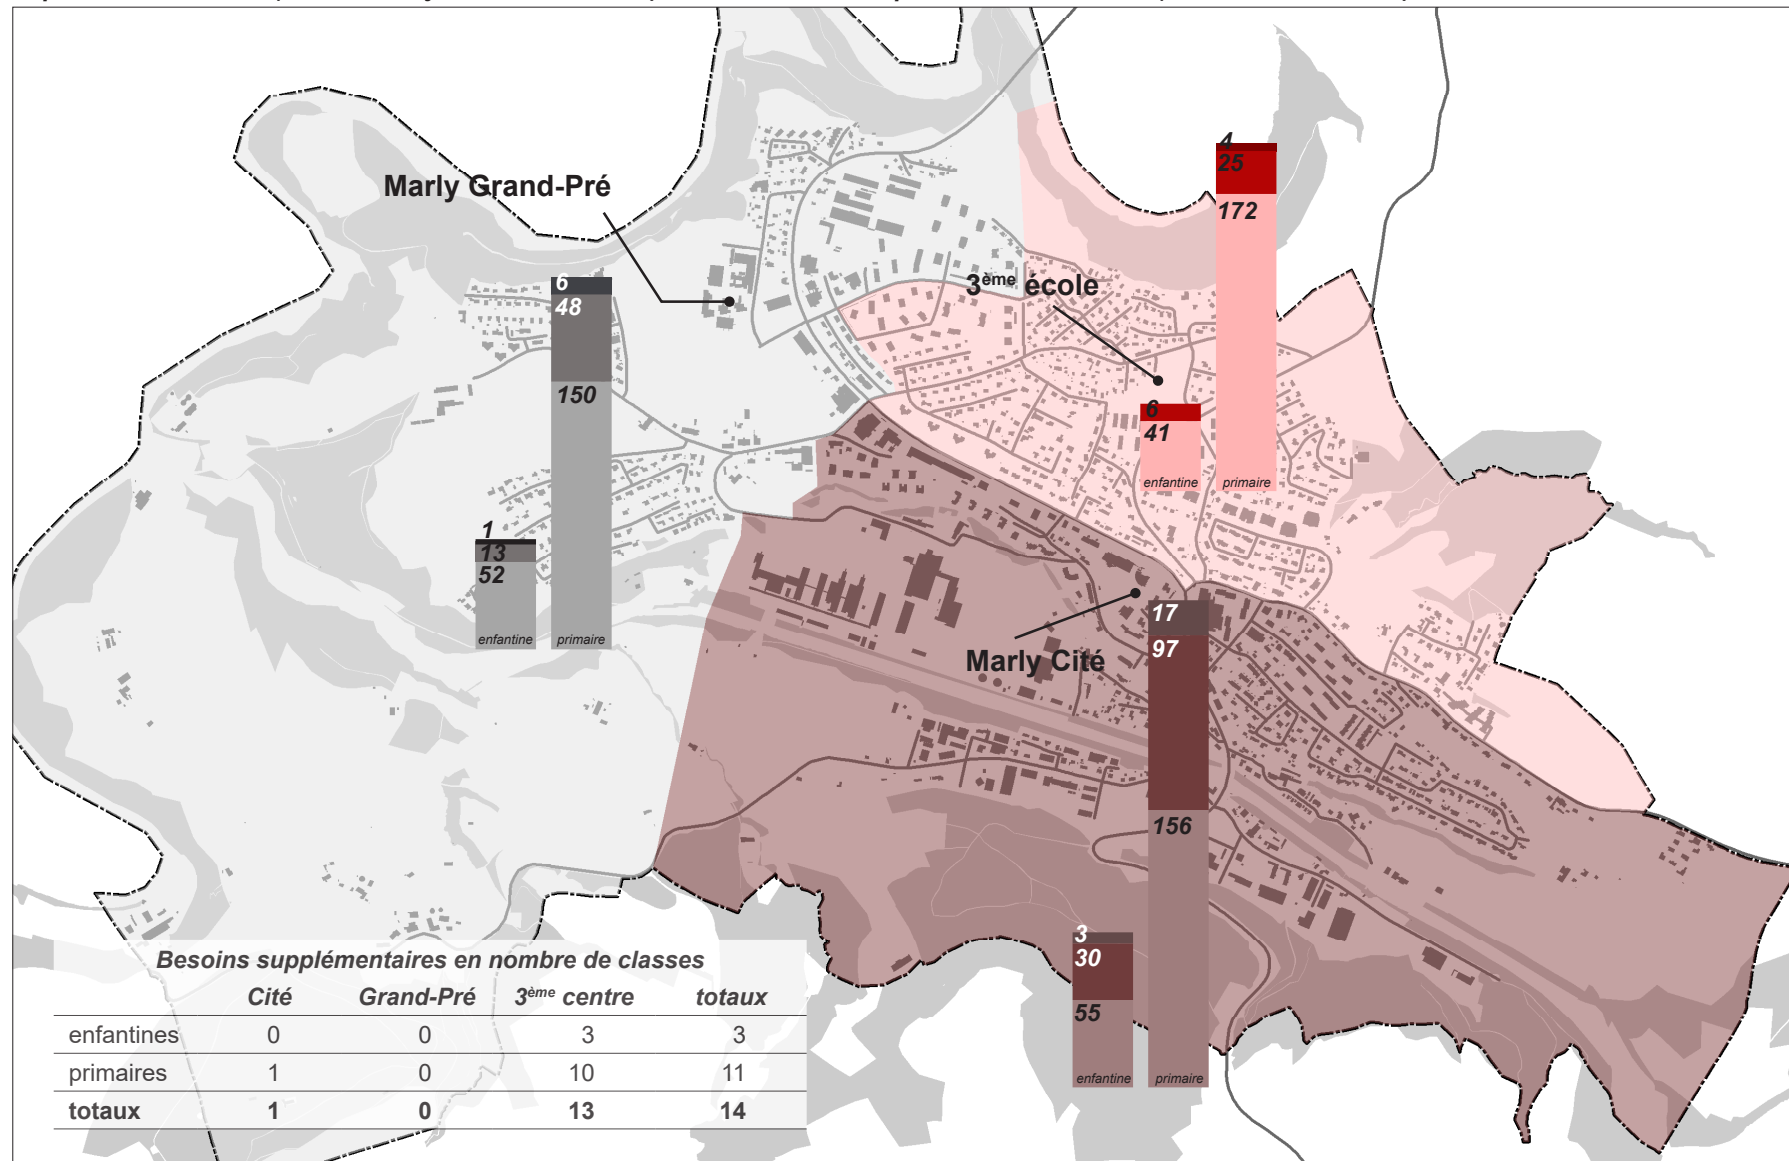 4
25
172
Marly Grand-Pré
3ème école
6
48
150
6
41
enfantine
primaire
1
13
52
enfantine
primaire
17
97
Marly Cité
156
3
30
55
enfantine
primaire
Besoins supplémentaires en nombre de classes
Cité Grand-Pré 3ème centre totaux
enfantines 0 0 3 3
primaires 1 0 10 11
totaux 1 0 13 14